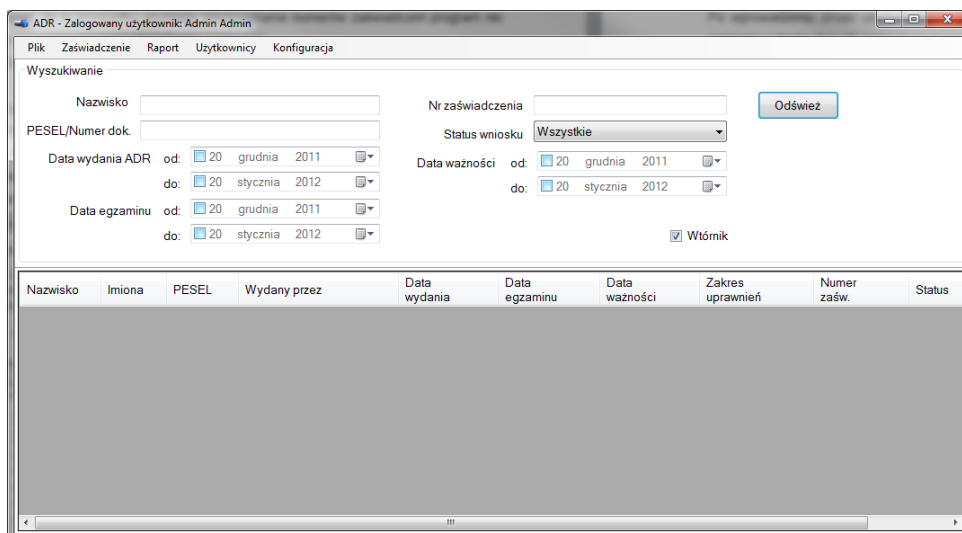 ADR - Zalogowany użytkownik: Admin Admin
Plik Zaświadczenie Raport Użytkownicy Konfiguracja
Wyszukiwanie
Nazwisko
Nr zaświadczenia
Odśwież
PESEL/Numer dok.
Status wniosku Wszystkie
Data wydania ADR od: 20 grudnia 2011
Data ważności od: 20 grudnia 2011
do: 20 stycznia 2012
do: 20 stycznia 2012
Data egzaminu od: 20 grudnia 2011
do: 20 stycznia 2012
Wtórnik
Nazwisko Imiona PESEL Wydany przez Data wydania Data egzaminu Data ważności Zakres uprawnień Numer zaśw. Status